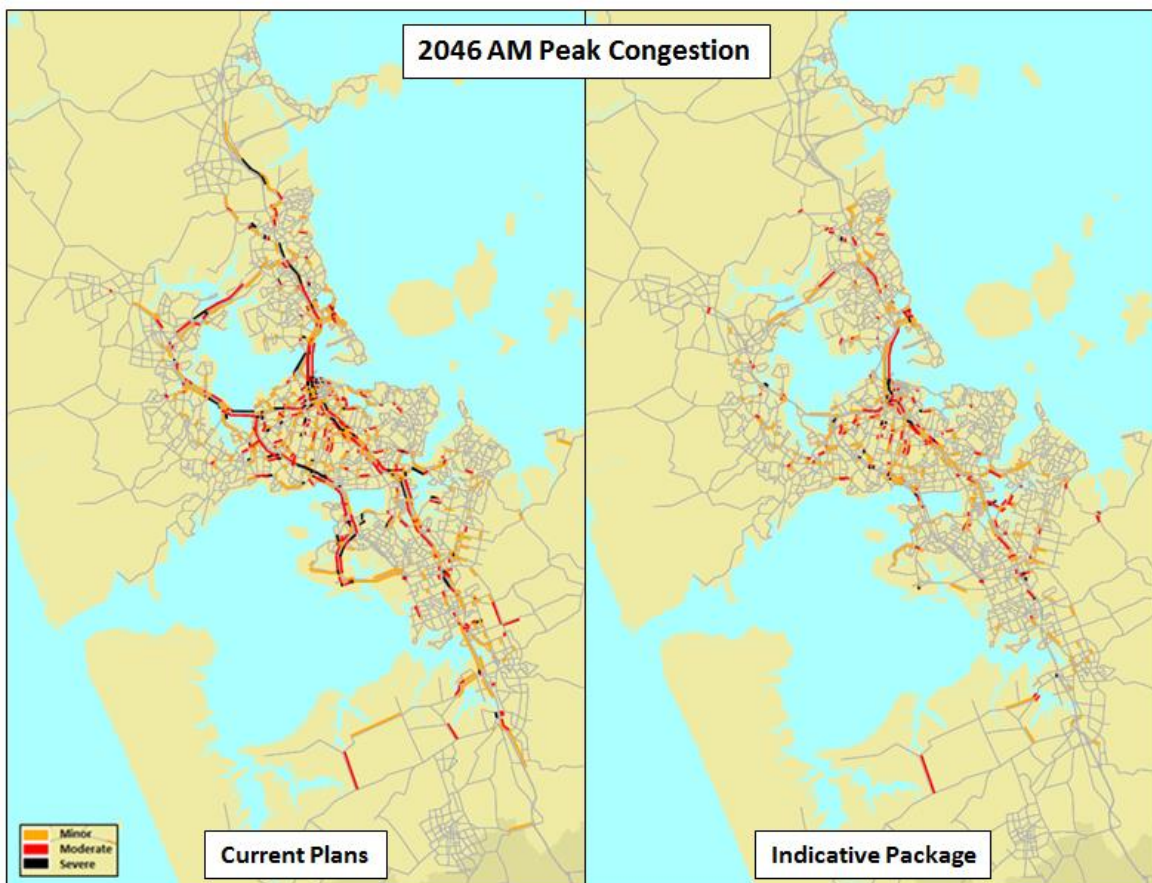 2046 AM Peak Congestion
Minor
Moderate
Severe
Current Plans
Indicative Package